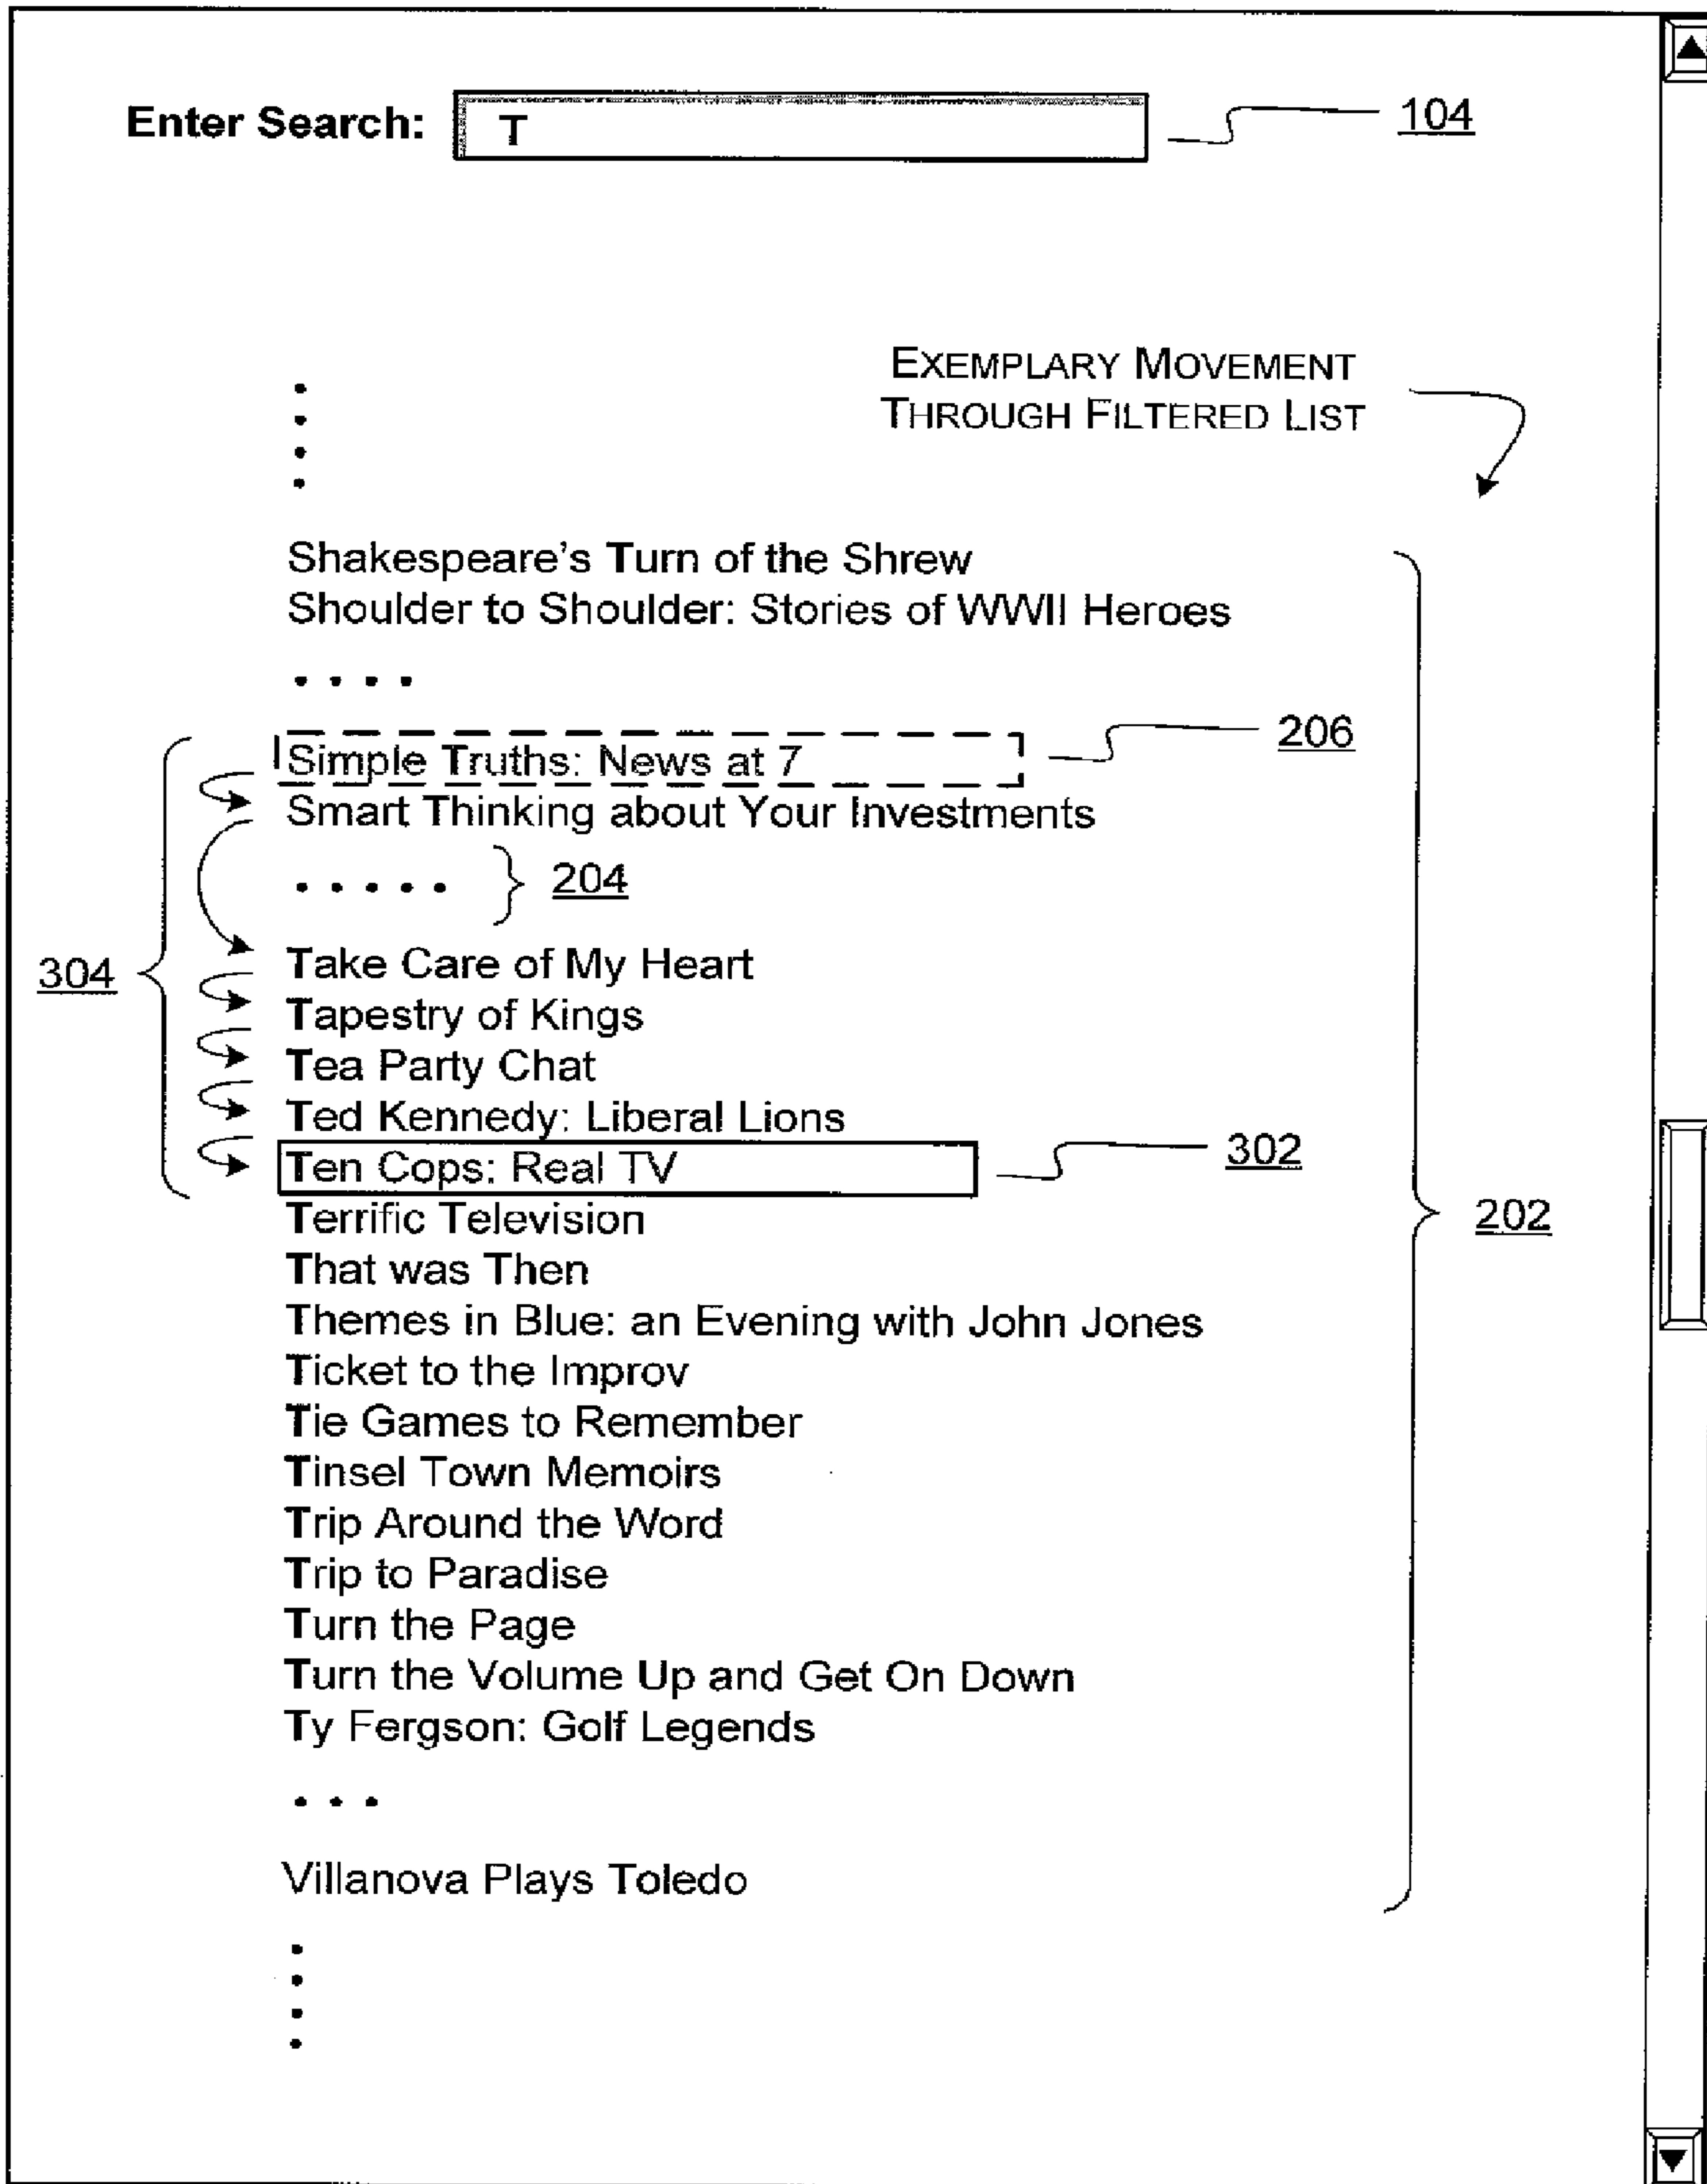 Enter Search: T 104
EXEMPLARY MOVEMENT
THROUGH FILTERED LIST
Shakespeare's Turn of the Shrew
Shoulder to Shoulder: Stories of WWII Heroes
. . . .
Simple Truths: News at 7 206
Smart Thinking about Your Investments
. . . . . 204
Take Care of My Heart
304
Tapestry of Kings
Tea Party Chat
Ted Kennedy: Liberal Lions
Ten Cops: Real TV 302
Terrific Television 202
That was Then
Themes in Blue: an Evening with John Jones
Ticket to the Improv
Tie Games to Remember
Tinsel Town Memoirs
Trip Around the Word
Trip to Paradise
Turn the Page
Turn the Volume Up and Get On Down
Ty Fergson: Golf Legends
. . .
Villanova Plays Toledo